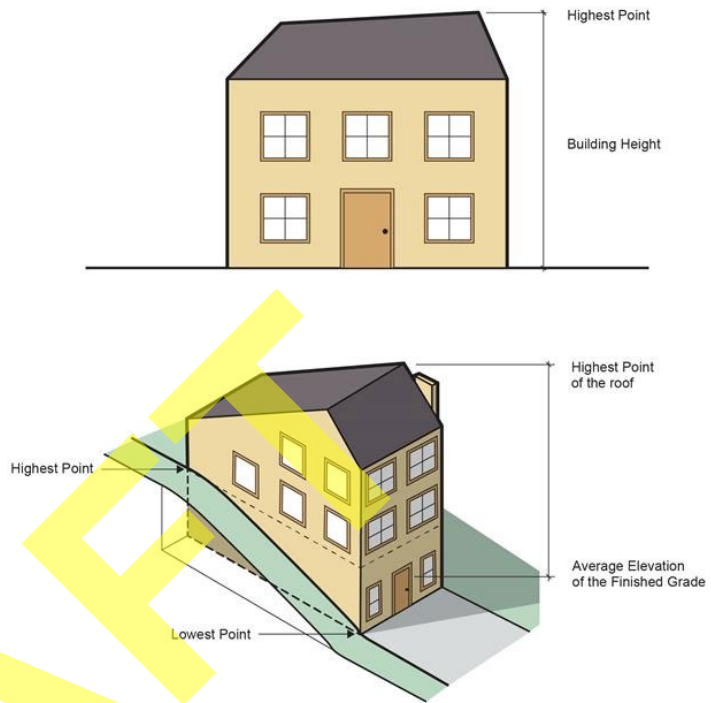 Highest Point
Building Height
Highest Point
of the roof
Highest Point
Average Elevation
of the Finished Grade
Lowest Point